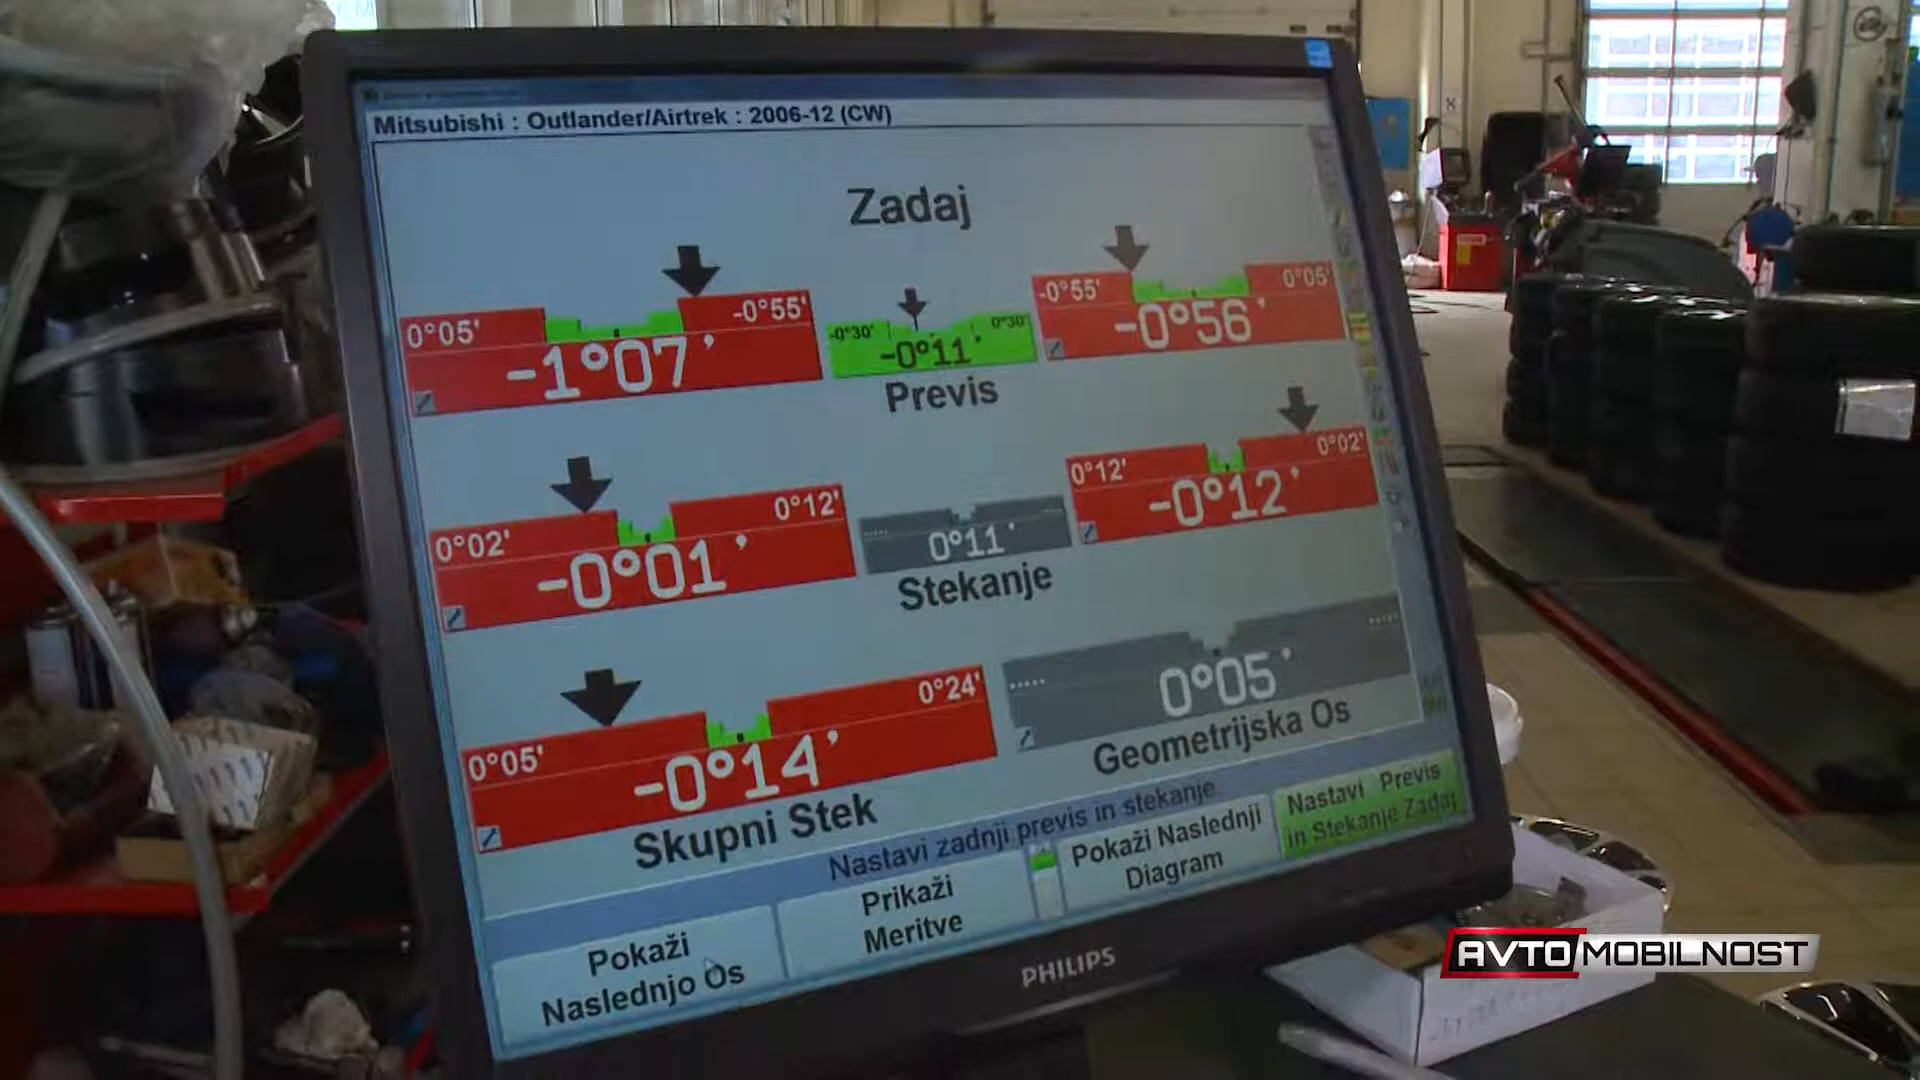 Mitsubishi : Outlander/Airtrek : 2006-12 (CW)
Zadaj
0°05' -0°55'
-1°07'
-0°30' 0°30'
-0°11'
-0°55' 0°05'
-0°56'
Previs
0°02' 0°12'
-0°01'
0°11'
0°12' 0°02'
-0°12'
Stekanje
0°05' 0°24'
-0°14'
Skupni Stek
0°05'
Geometrijska Os
Nastavi zadnji previs in stekanje.
Pokaži
Naslednjo Os
Prikaži
Meritve
Pokaži Naslednji
Diagram
Nastavi Previs
in Stekanje Zadaj
PHILIPS
AVTOMOBILNOST